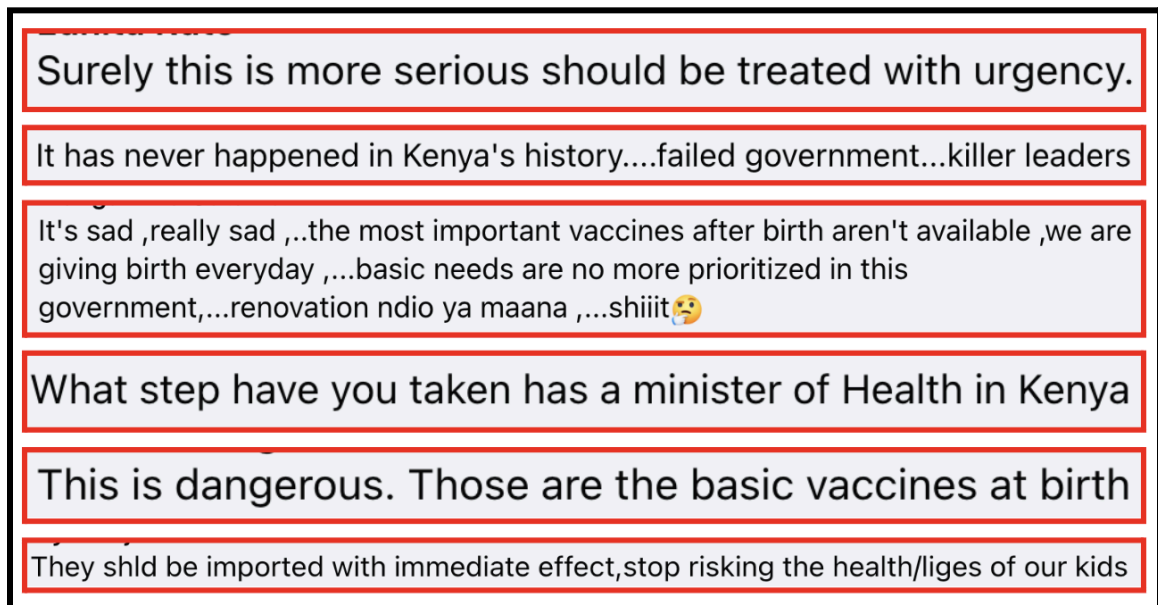 Surely this is more serious should be treated with urgency.
It has never happened in Kenya's history....failed government...killer leaders
It's sad ,really sad ,..the most important vaccines after birth aren't available ,we are
giving birth everyday ,...basic needs are no more prioritized in this
government,...renovation ndio ya maana ,...shiiit🤔
What step have you taken has a minister of Health in Kenya
This is dangerous. Those are the basic vaccines at birth
They shld be imported with immediate effect,stop risking the health/liges of our kids